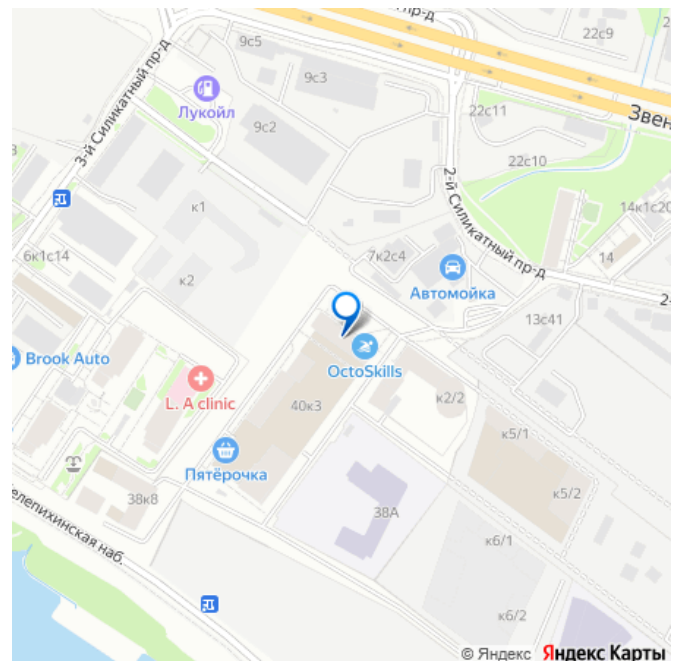 пр-д
22с9
9с5
9с3
3-й Силикатный пр-д
Лукойл
22с11
Звен
9с2
22с10
2-й Силикатный пр-д
14к1с20
к1
6к1с14
7к2с4
14
к2
Автомойка
2-
13с41
Brook Auto
OctoSkills
L. A clinic
40к3
к2/2
к5/1
Пятёрочка
38к8
к5/2
38А
елепихинская наб.
к6/1
к6/2
© Яндекс Яндекс Карты